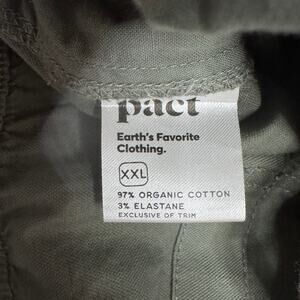 pact
Earth's Favorite
Clothing.
XXL
97% ORGANIC COTTON
3% ELASTANE
EXCLUSIVE OF TRIM